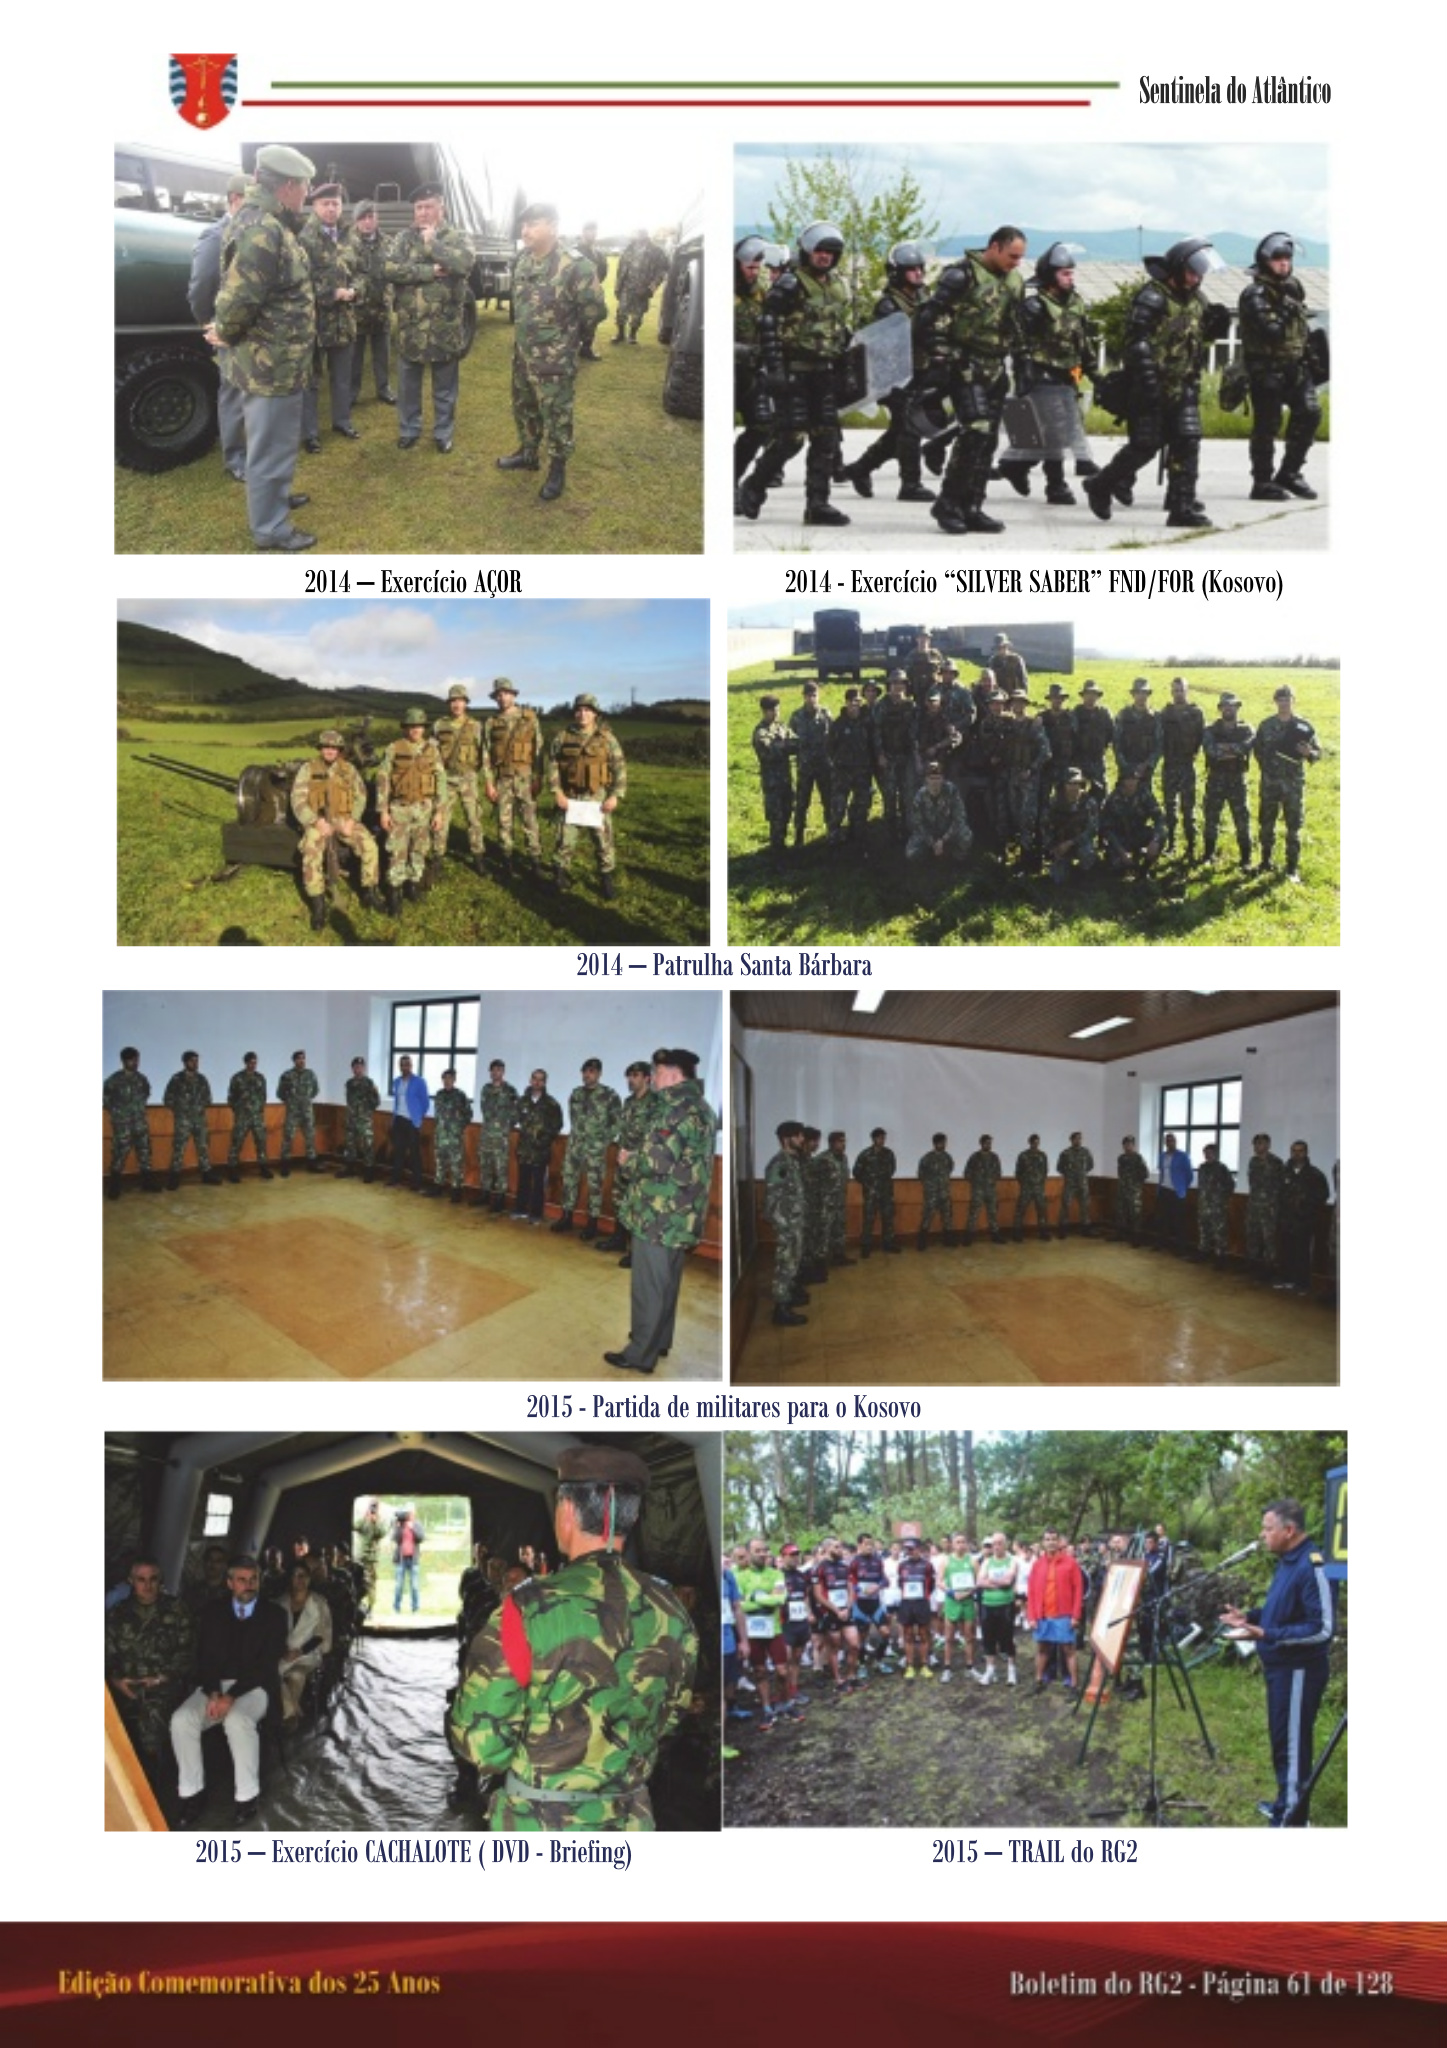 Sentinela do Atlântico
2014 – Exercício AÇOR
2014 - Exercício “SILVER SABER” FND/FOR (Kosovo)
2014 – Patrulha Santa Bárbara
2015 - Partida de militares para o Kosovo
2015 – Exercício CACHALOTE ( DVD - Briefing)
2015 – TRAIL do RG2
Edição Comemorativa dos 25 Anos
Boletim do RG2 - Página 61 de 128